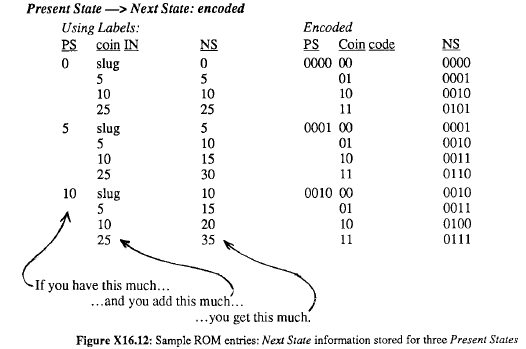 Present State —> Next State: encoded
Using Labels: Encoded
PS coin IN NS PS Coin code NS
0 slug 0 0000 00 0000
5 5 01 0001
10 10 10 0010
25 25 11 0101
5 slug 5 0001 00 0001
5 10 01 0010
10 15 10 0011
25 30 11 0110
10 slug 10 0010 00 0010
5 15 01 0011
10 20 10 0100
25 35 11 0111
If you have this much...
...and you add this much...
...you get this much.
Figure X16.12: Sample ROM entries: Next State information stored for three Present States